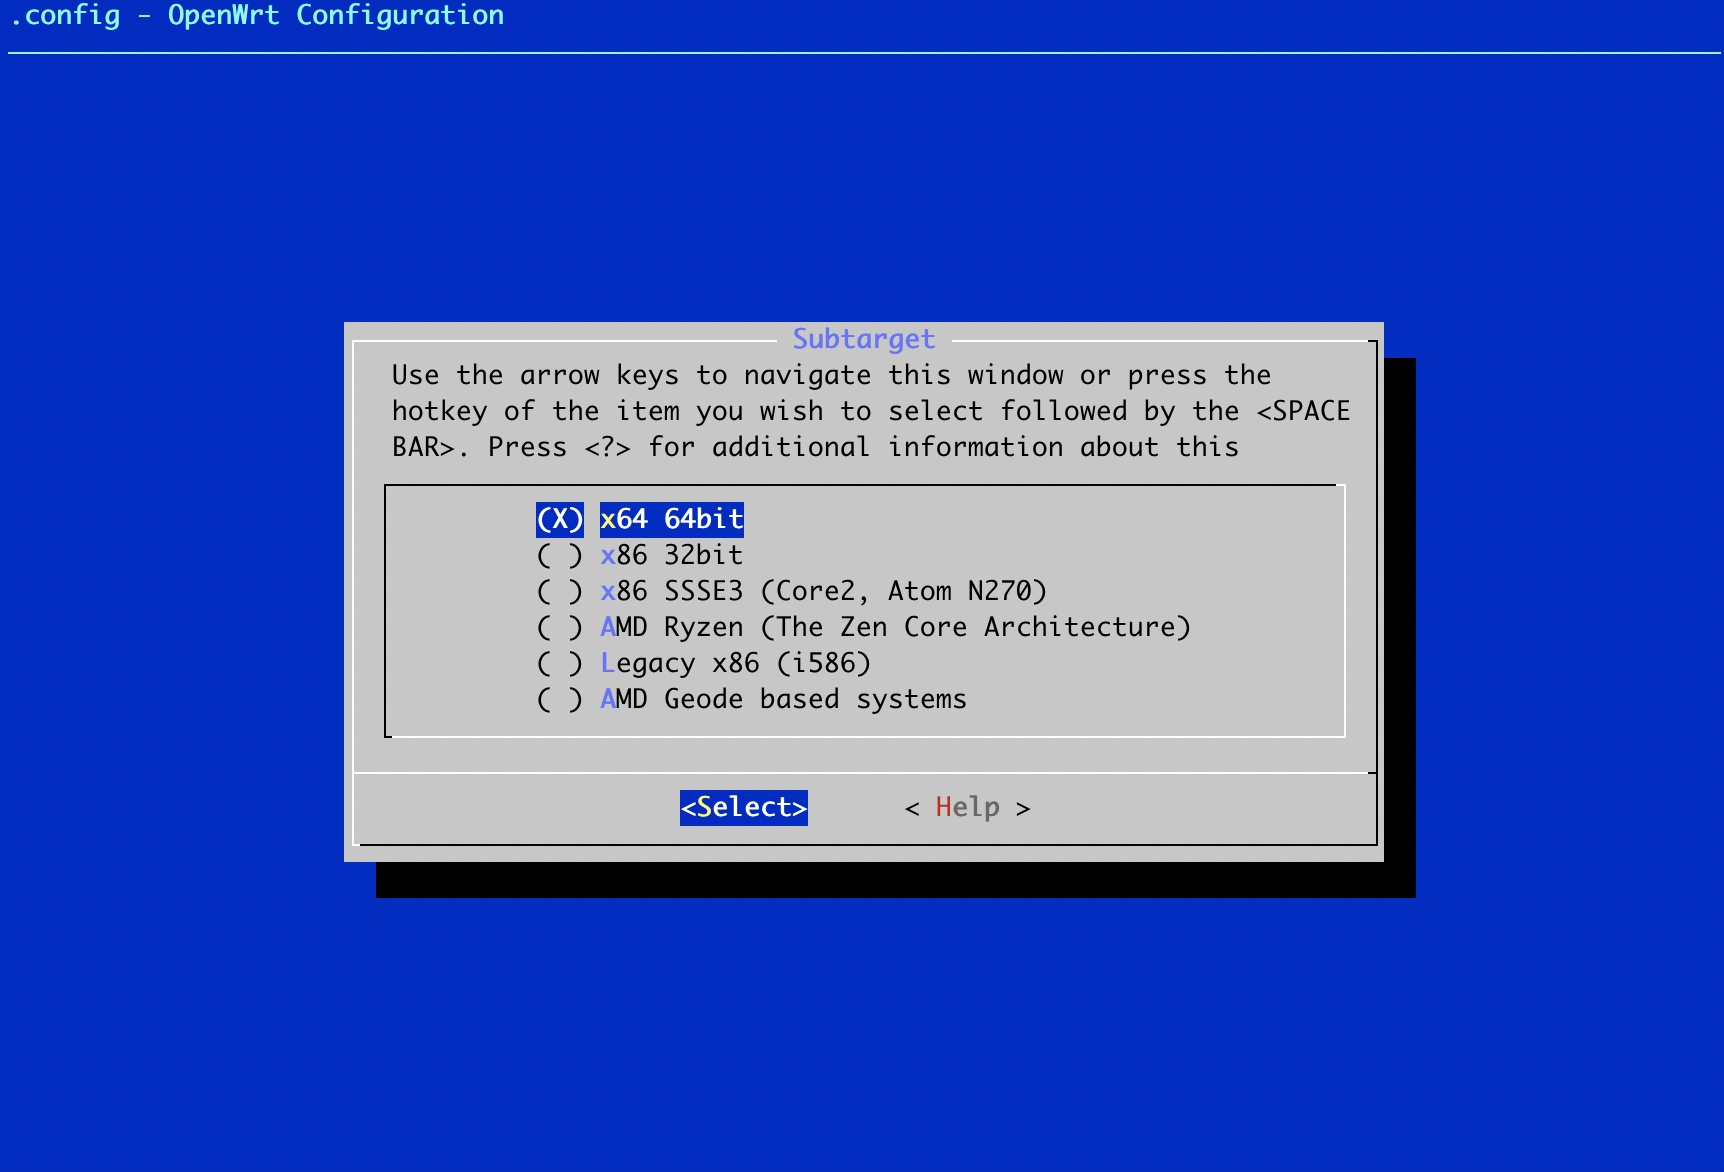 .config - OpenWrt Configuration
Subtarget
Use the arrow keys to navigate this window or press the
hotkey of the item you wish to select followed by the <SPACE
BAR>. Press <?> for additional information about this
(X) x64 64bit
( ) x86 32bit
( ) x86 SSSE3 (Core2, Atom N270)
( ) AMD Ryzen (The Zen Core Architecture)
( ) Legacy x86 (i586)
( ) AMD Geode based systems
<Select> < Help >